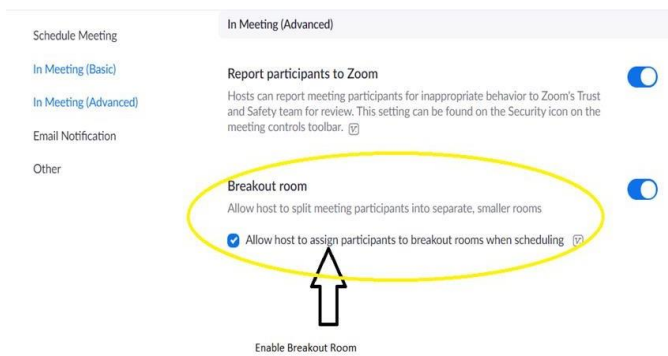 Schedule Meeting
In Meeting (Basic)
In Meeting (Advanced)
Email Notification
Other
In Meeting (Advanced)
Report participants to Zoom
Hosts can report meeting participants for inappropriate behavior to Zoom's Trust
and Safety team for review. This setting can be found on the Security icon on the
meeting controls toolbar.
Breakout room
Allow host to split meeting participants into separate, smaller rooms
Allow host to assign participants to breakout rooms when scheduling
Enable Breakout Room